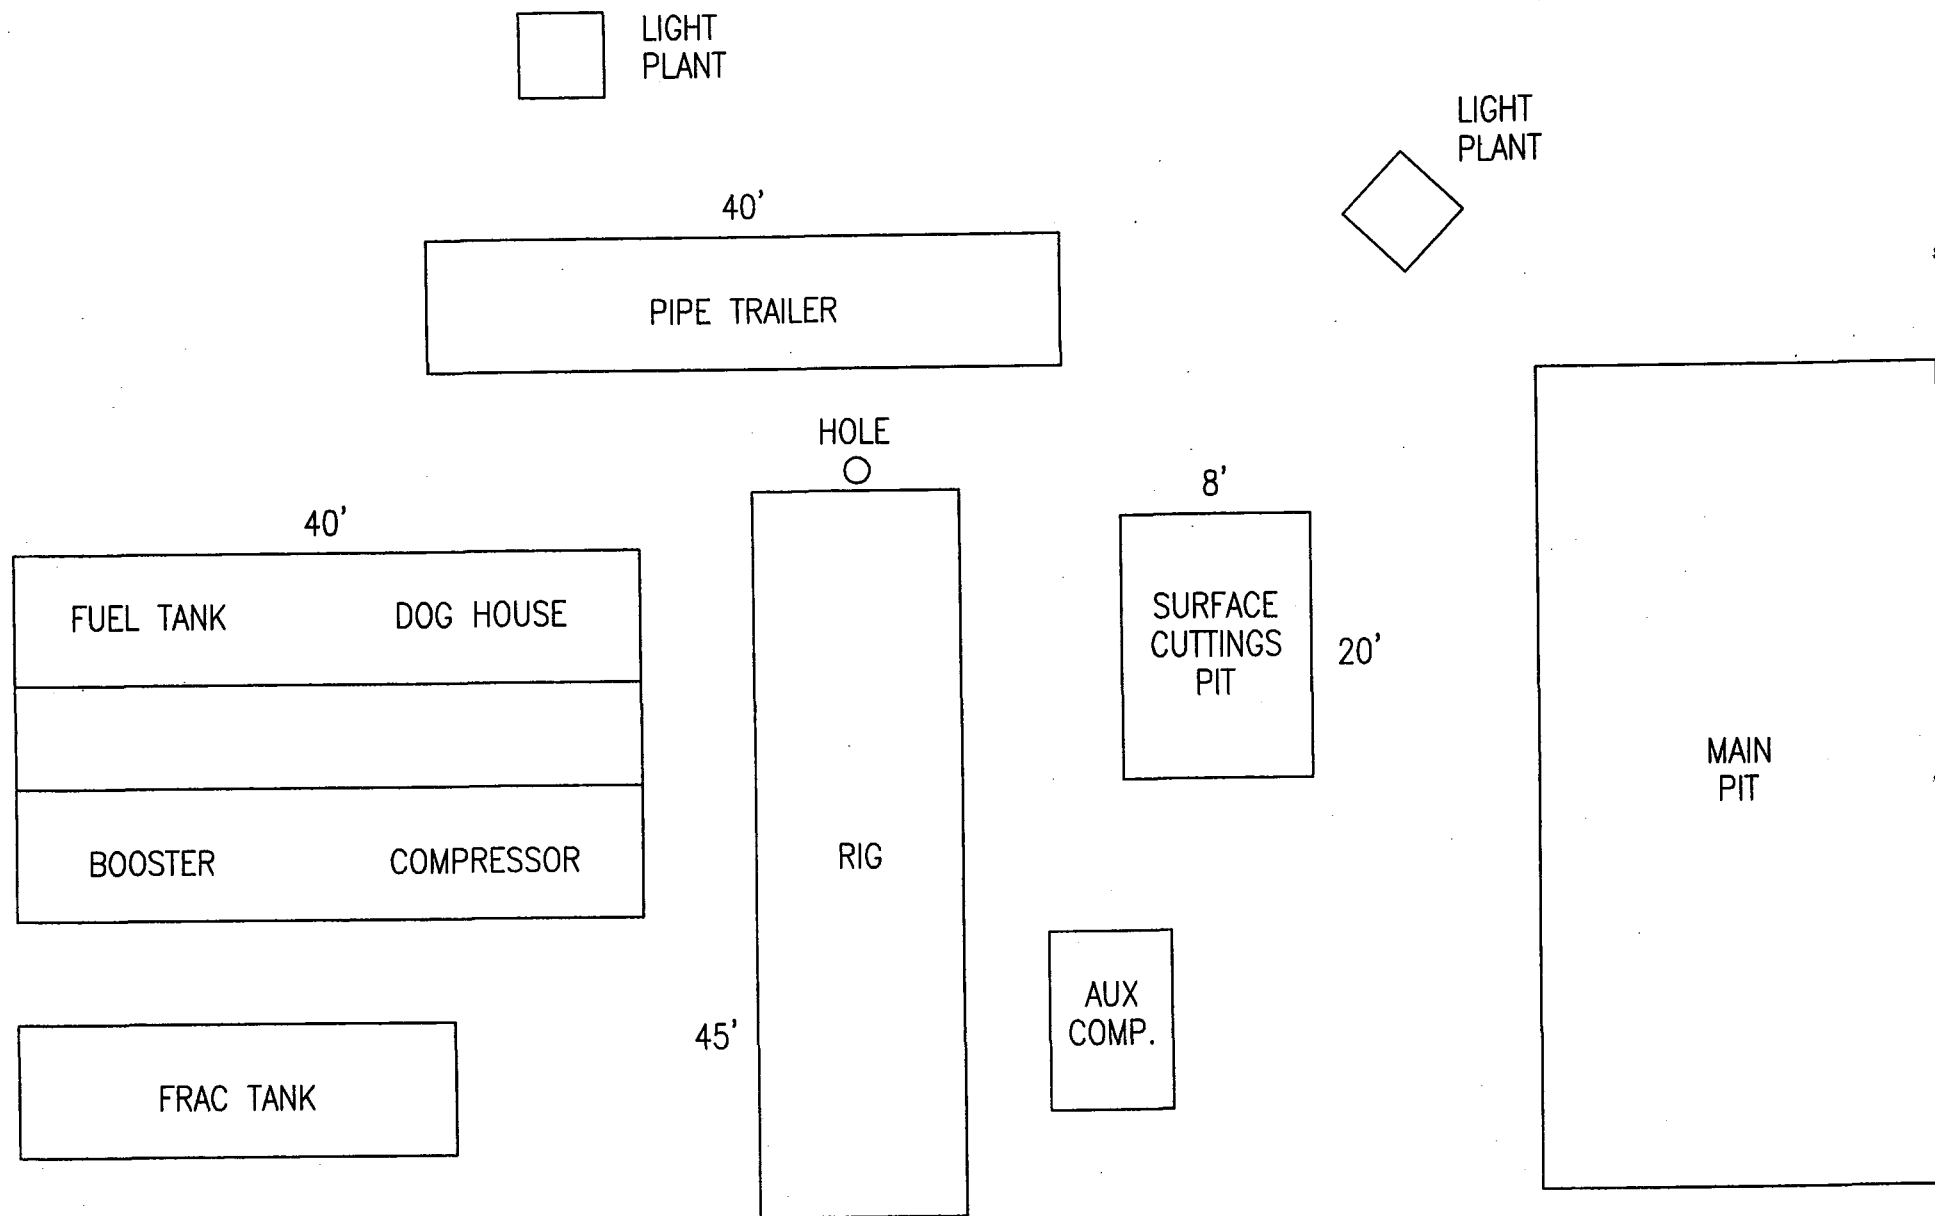 LIGHT
PLANT
LIGHT
PLANT
40'
PIPE TRAILER
HOLE
8'
40'
FUEL TANK
DOG HOUSE
SURFACE
CUTTINGS
PIT
20'
MAIN
PIT
BOOSTER
COMPRESSOR
RIG
AUX
COMP.
45'
FRAC TANK